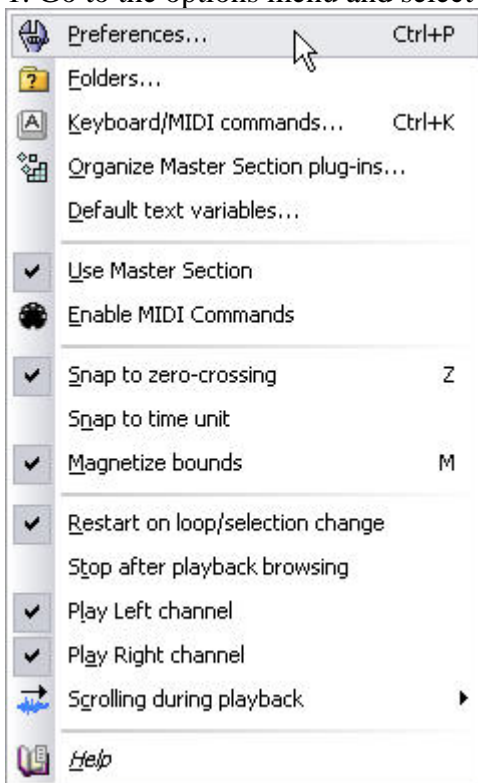 1. Go to the options menu and select
Preferences... Ctrl+P
Folders...
Keyboard/MIDI commands... Ctrl+K
Organize Master Section plug-ins...
Default text variables...
Use Master Section
Enable MIDI Commands
Snap to zero-crossing Z
Snap to time unit
Magnetize bounds M
Restart on loop/selection change
Stop after playback browsing
Play Left channel
Play Right channel
Scrolling during playback
Help